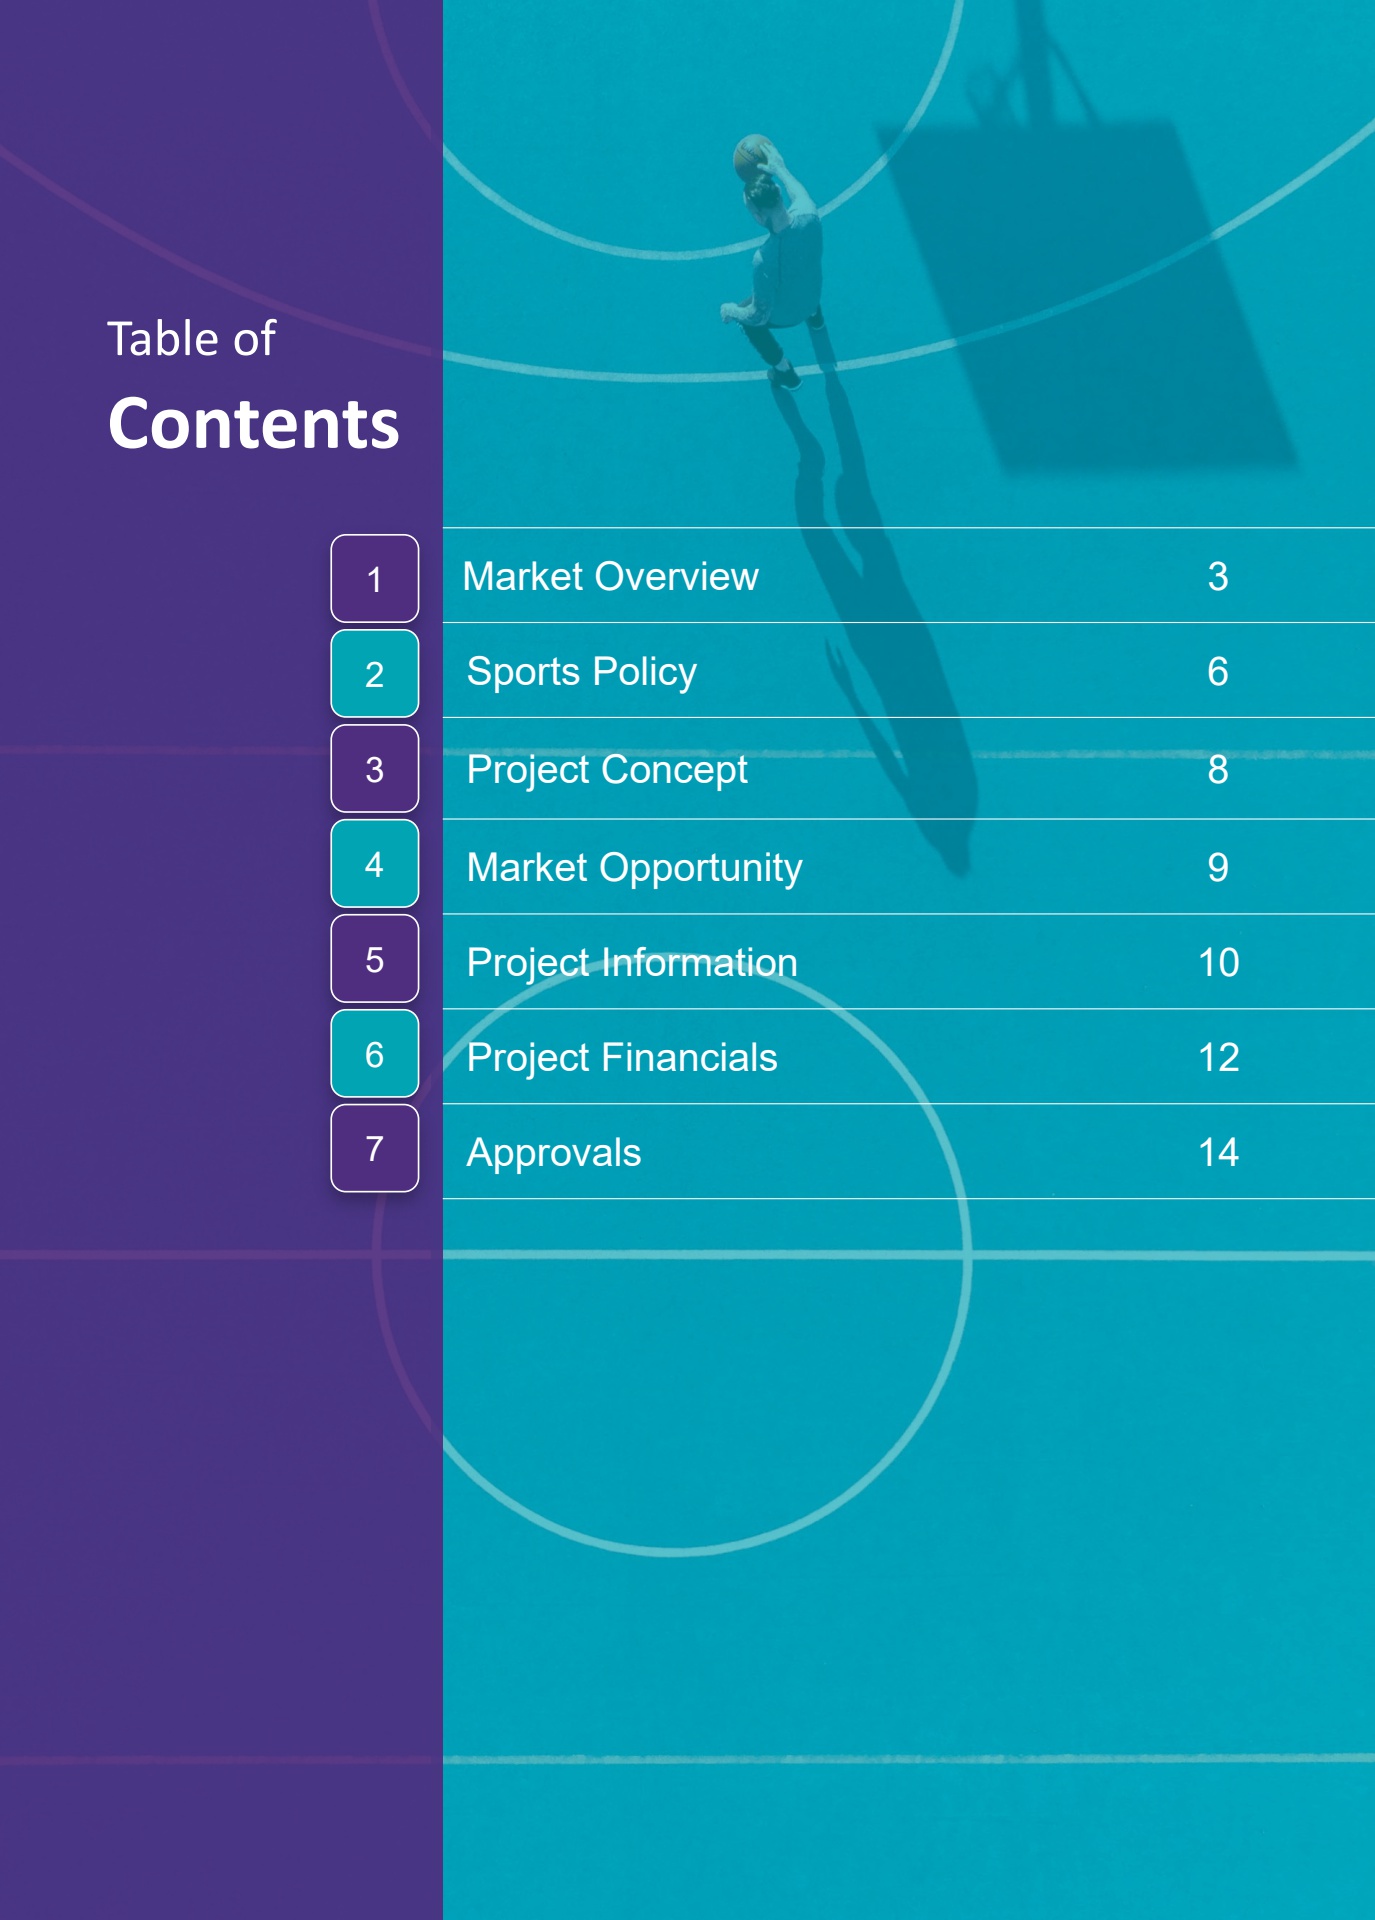 Table of
Contents
1 Market Overview 3
2 Sports Policy 6
3 Project Concept 8
4 Market Opportunity 9
5 Project Information 10
6 Project Financials 12
7 Approvals 14